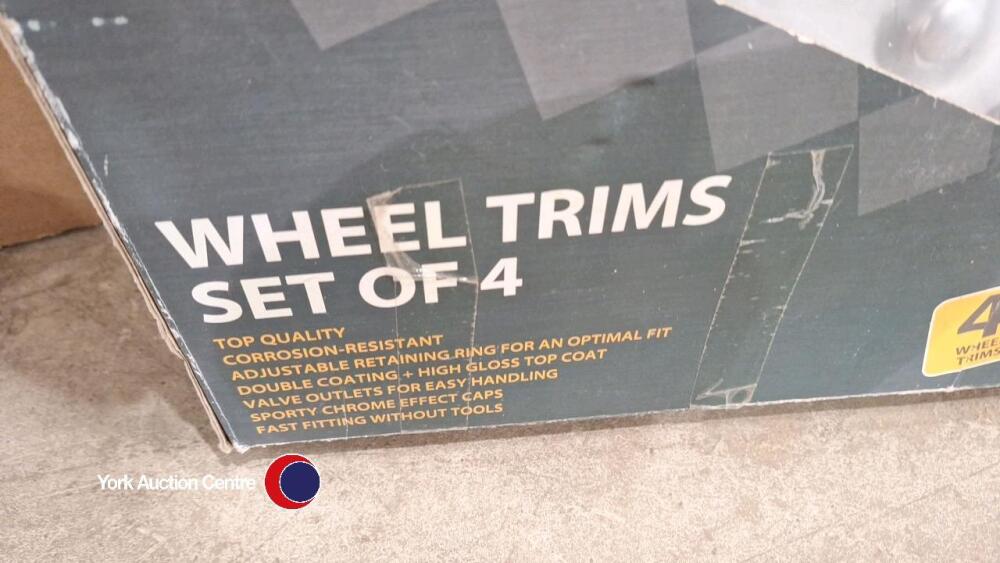 WHEEL TRIMS
SET OF 4
TOP QUALITY
CORROSION-RESISTANT
ADJUSTABLE RETAINING RING FOR AN OPTIMAL FIT
DOUBLE COATING + HIGH GLOSS TOP COAT
VALVE OUTLETS FOR EASY HANDLING
SPORTY CHROME EFFECT CAPS
FAST FITTING WITHOUT TOOLS
4
WHEEL
TRIMS
York Auction Centre